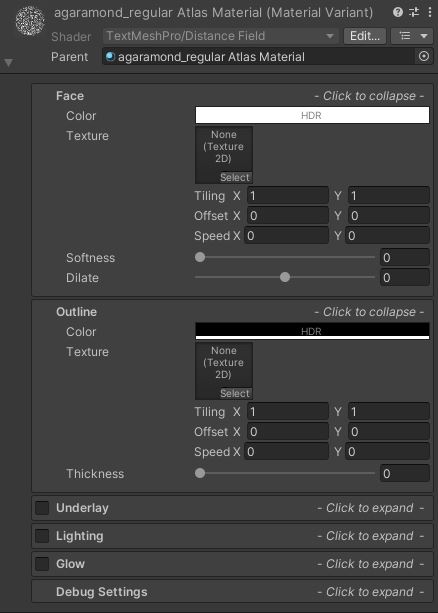 agaramond_regular Atlas Material (Material Variant)
Shader TextMeshPro/Distance Field Edit...
Parent agaramond_regular Atlas Material
Face - Click to collapse -
Color HDR
Texture None
(Texture
2D)
Select
Tiling X 1 Y 1
Offset X 0 Y 0
Speed X 0 Y 0
Softness 0
Dilate 0
Outline - Click to collapse -
Color HDR
Texture None
(Texture
2D)
Select
Tiling X 1 Y 1
Offset X 0 Y 0
Speed X 0 Y 0
Thickness 0
Underlay - Click to expand -
Lighting - Click to expand -
Glow - Click to expand -
Debug Settings - Click to expand -